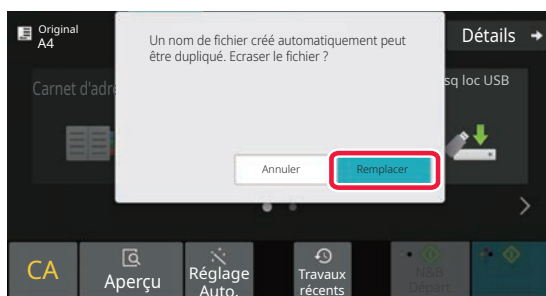 Original
A4
Un nom de fichier créé automatiquement peut
être dupliqué. Ecraser le fichier ?
Détails
Carnet d'adre
sq loc USB
Annuler
Remplacer
CA
Aperçu
Réglage
Auto.
Travaux
récents
N&B
Départ